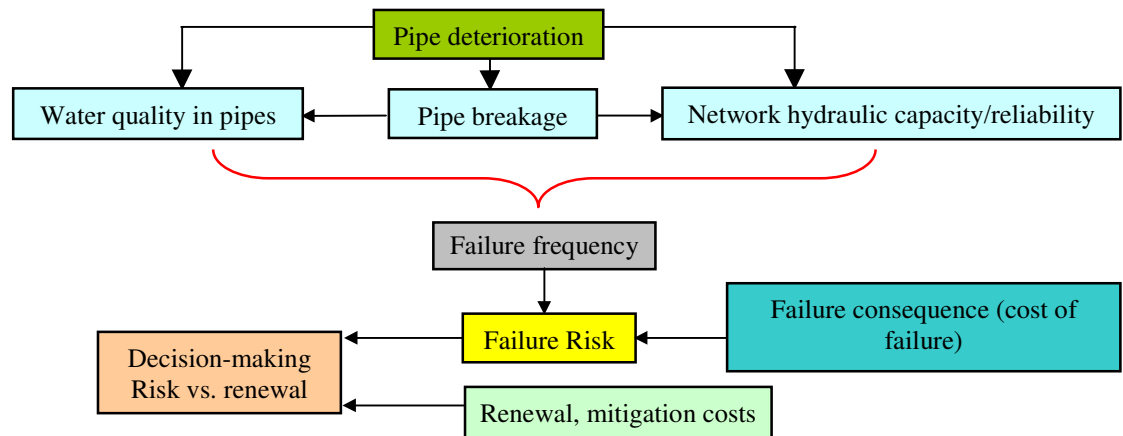 Pipe deterioration
Water quality in pipes
Pipe breakage
Network hydraulic capacity/reliability
Failure frequency
Failure consequence (cost of
failure)
Failure Risk
Decision-making
Risk vs. renewal
Renewal, mitigation costs